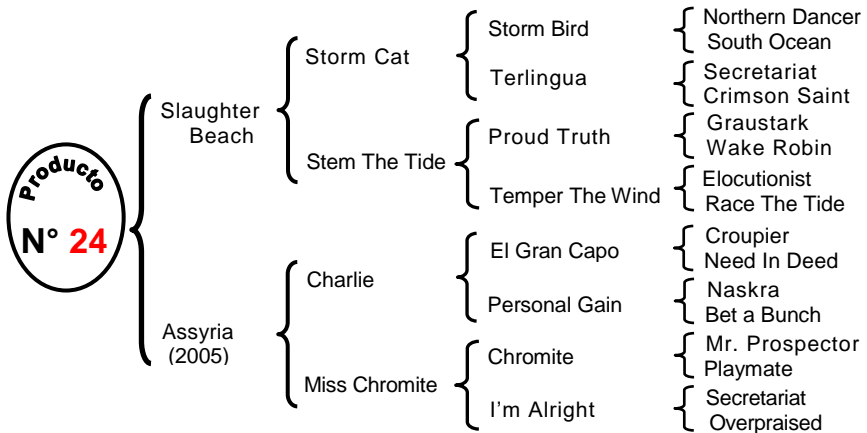 Producto
N° 24
Slaughter
Beach
Assyria
(2005)
Storm Cat
Stem The Tide
Charlie
Miss Chromite
Storm Bird
Terlingua
Proud Truth
Temper The Wind
El Gran Capo
Personal Gain
Chromite
I'm Alright
Northern Dancer
South Ocean
Secretariat
Crimson Saint
Graustark
Wake Robin
Elocutionist
Race The Tide
Croupier
Need In Deed
Naskra
Bet a Bunch
Mr. Prospector
Playmate
Secretariat
Overpraised